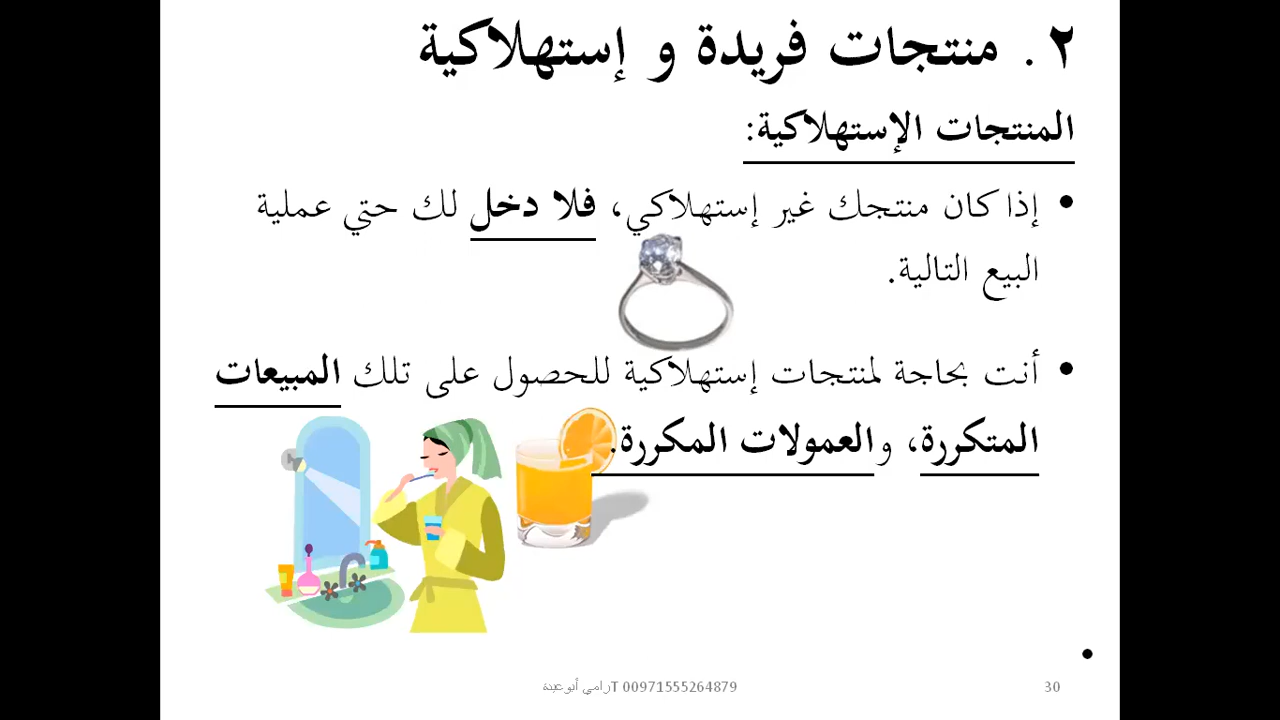 ٢. منتجات فريدة و إستهلاكية
المنتجات الإستهلاكية:
• إذا كان منتجك غير إستهلاكي، فلا دخل لك حتي عملية
البيع التالية.
• أنت بحاجة لمنتجات إستهلاكية للحصول على تلك المبيعات
المتكررة، والعمولات المكررة.
•
رامي أبوعبدة T 00971555264879
30